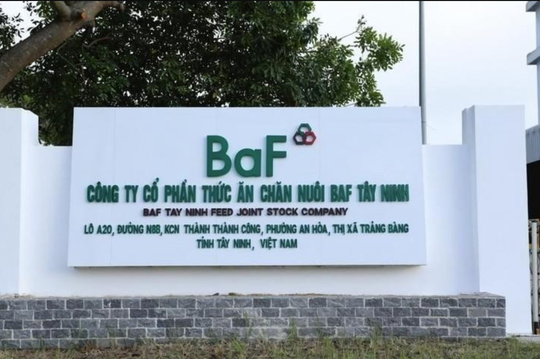 BaF
CÔNG TY CỔ PHẦN THỨC ĂN CHĂN NUÔI BAF TÂY NINH
BAF TAY NINH FEED JOINT STOCK COMPANY
LÔ A20, ĐƯỜNG N8B, KCN THÀNH THÀNH CÔNG, PHƯỜNG AN HÒA, THỊ XÃ TRẢNG BÀNG
TỈNH TÂY NINH, VIỆT NAM